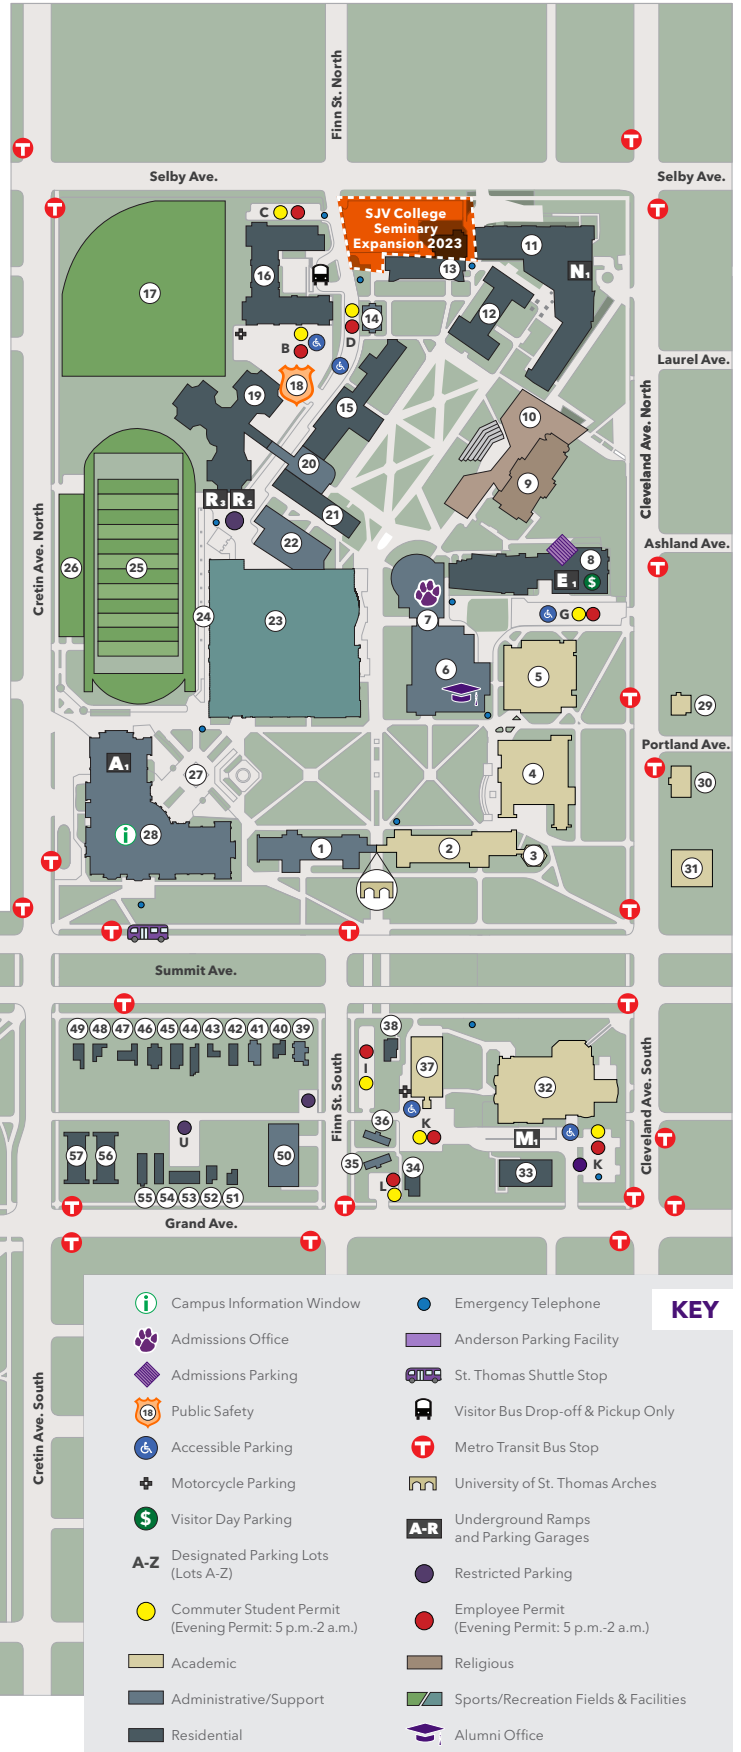 Finn St. North
T
T
Selby Ave.
Selby Ave.
T
T
C
SJV College
Seminary
Expansion 2023
11
16
13
N1
17
12
14
D
B
Laurel Ave.
18
19
15
10
Cleveland Ave. North
20
9
R3 R2
21
22
Cretin Ave. North
26
25
Ashland Ave.
8
T
E1
$
7
G
24
23
6
5
T
29
Portland Ave.
A1
27
4
T
30
i
28
1
2
3
T
31
T
T
T
T
Summit Ave.
T
T
49
48
47
46
45
44
43
42
41
40
39
38
37
I
32
Finn St. South
Cleveland Ave. South
36
K
U
M1
T
57
56
50
35
34
33
K
L
55
54
53
52
51
T
T
T
T
Grand Ave.
T
T
T
KEY
i Campus Information Window
Emergency Telephone
Admissions Office
Anderson Parking Facility
Admissions Parking
St. Thomas Shuttle Stop
18 Public Safety
Visitor Bus Drop-off & Pickup Only
Accessible Parking
T Metro Transit Bus Stop
Motorcycle Parking
University of St. Thomas Arches
$ Visitor Day Parking
A-R Underground Ramps
and Parking Garages
A-Z Designated Parking Lots
(Lots A-Z)
Restricted Parking
Commuter Student Permit
(Evening Permit: 5 p.m.-2 a.m.)
Employee Permit
(Evening Permit: 5 p.m.-2 a.m.)
Academic
Religious
Administrative/Support
Sports/Recreation Fields & Facilities
Residential
Alumni Office
Cretin Ave. South